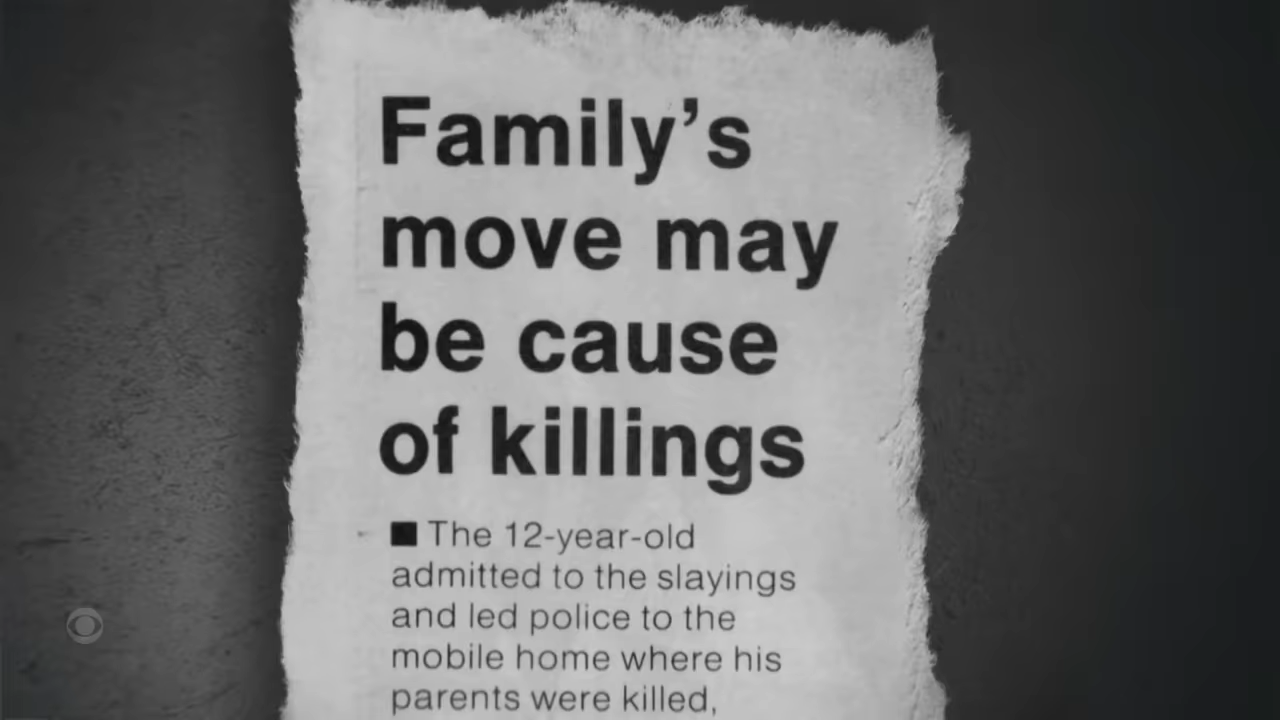 Family’s
move may
be cause
of killings
■ The 12-year-old
admitted to the slayings
and led police to the
mobile home where his
parents were killed,